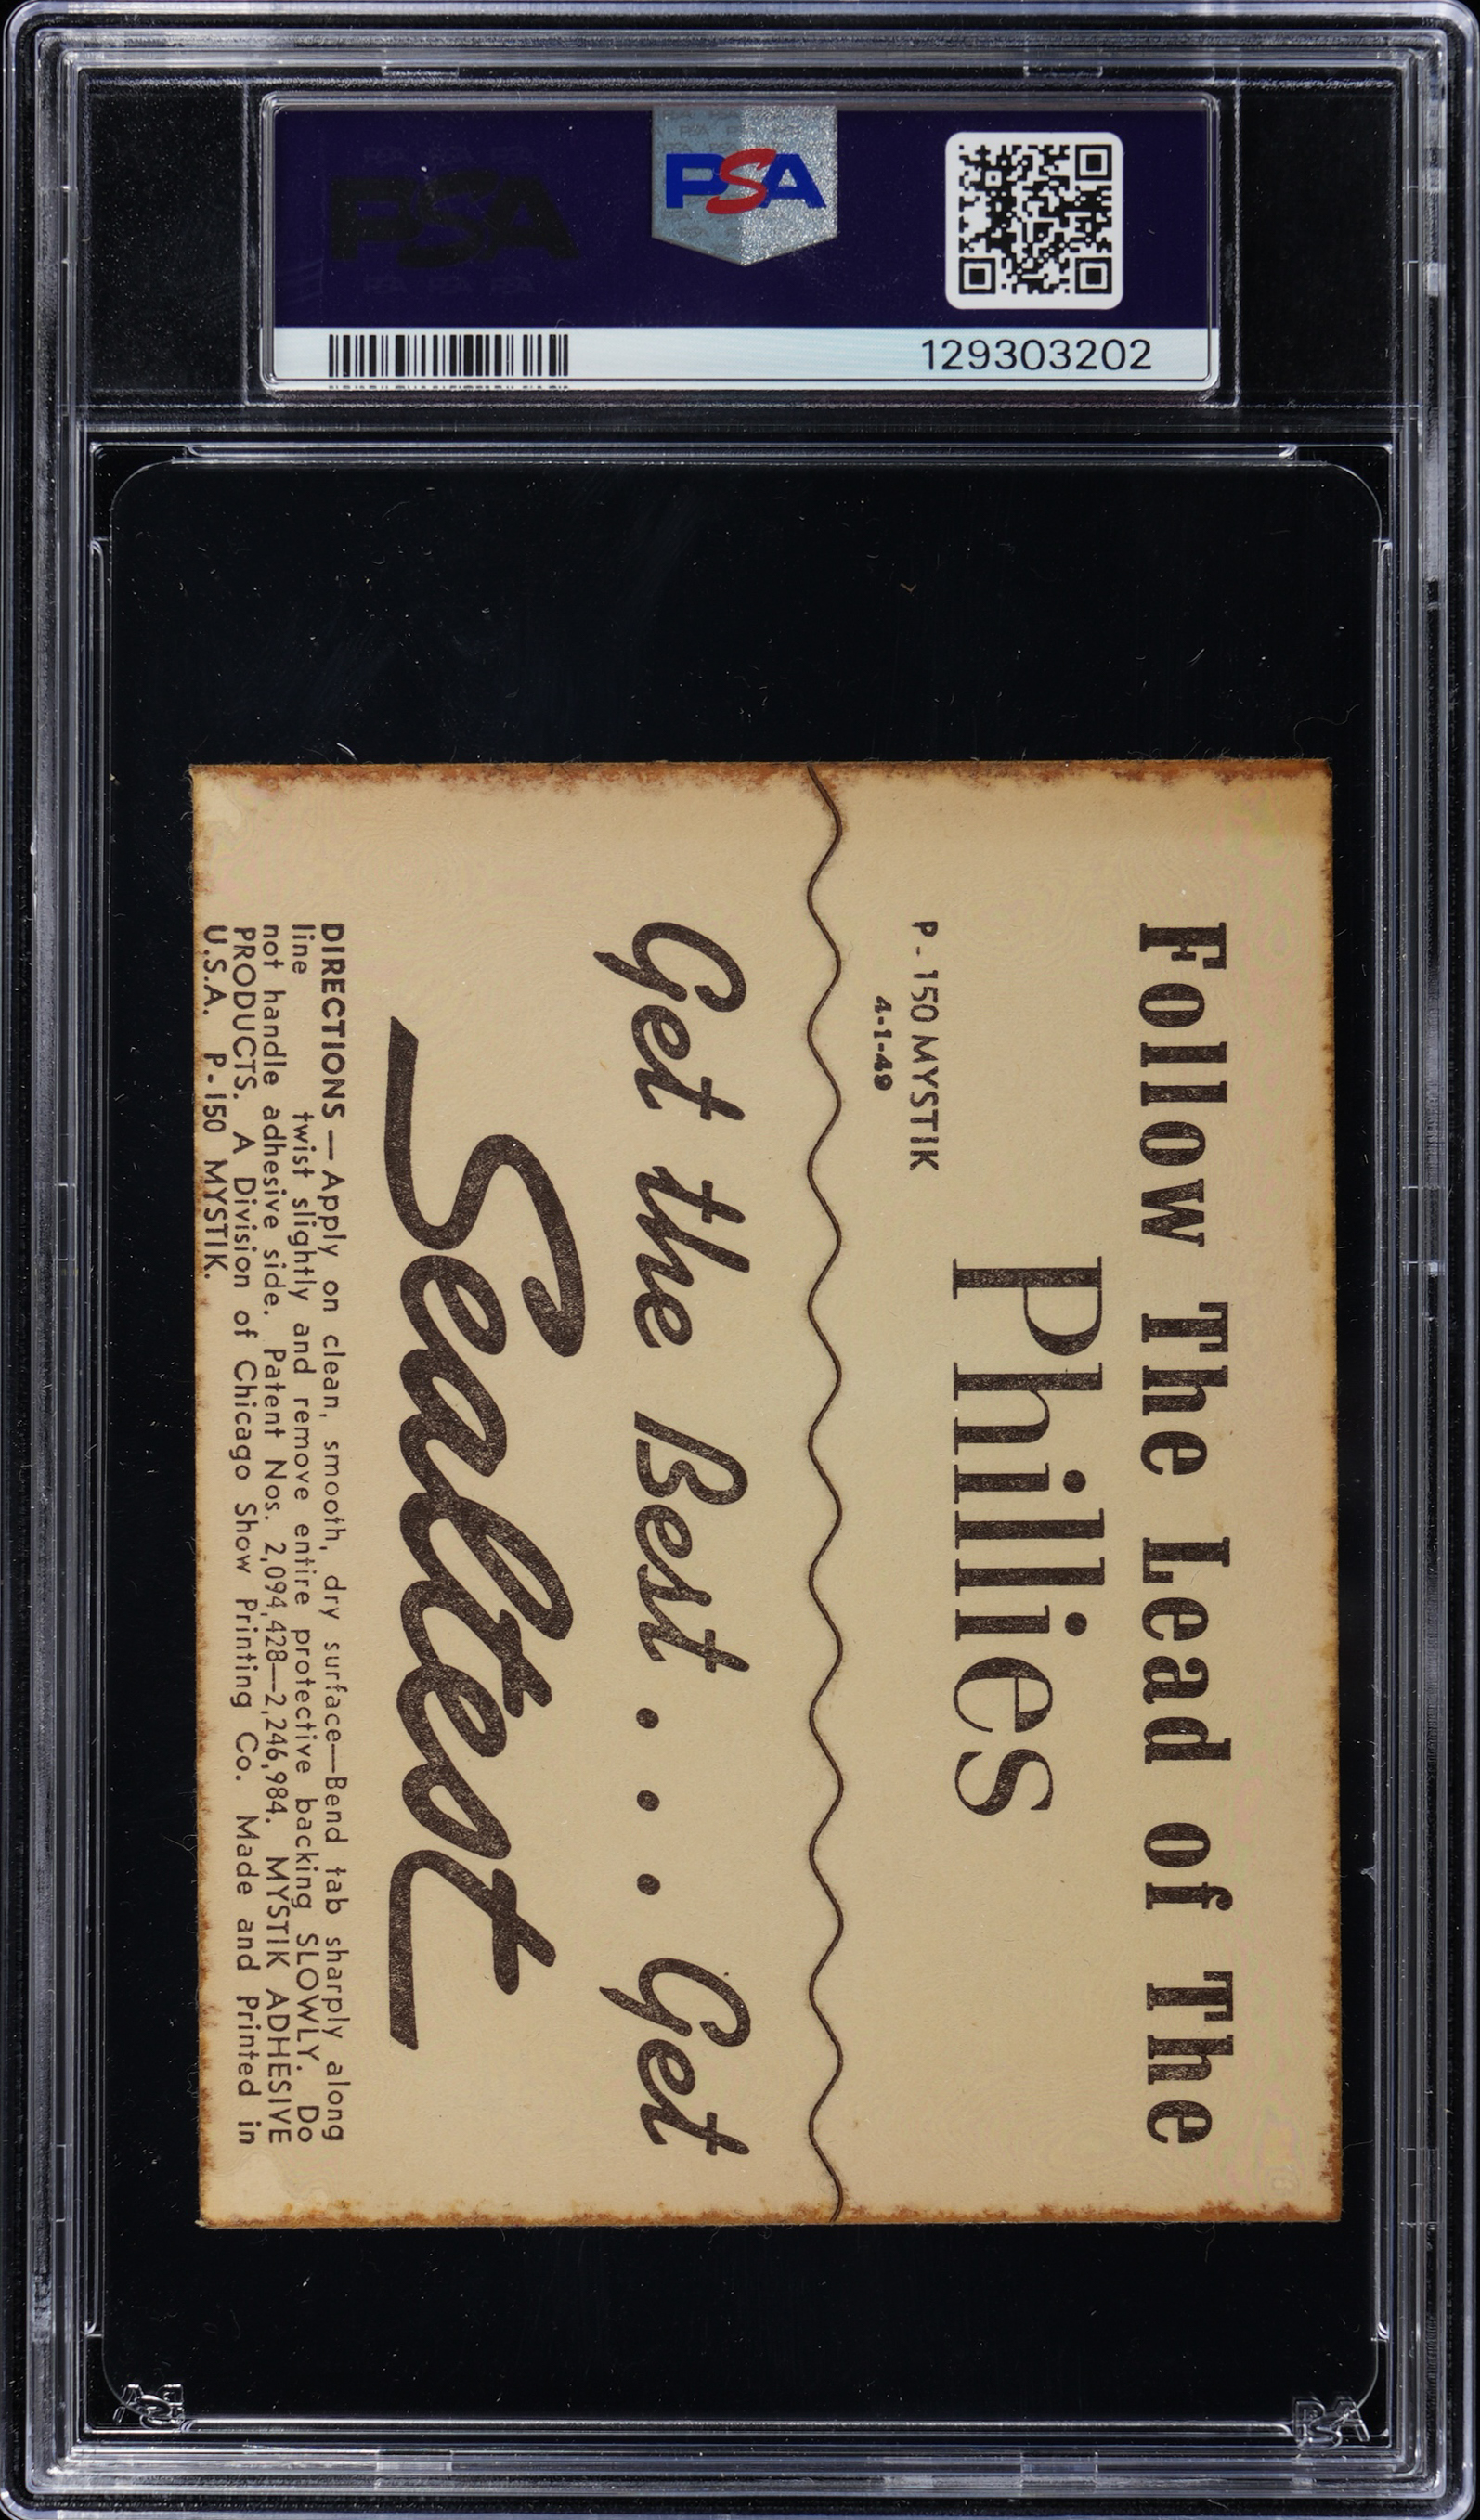 PSA
PSA
129303202
Follow The Lead of The
Phillies
P-150 MYSTIK
4-1-49
Get the Best . . . Get
Sealtest
DIRECTIONS — Apply on clean, smooth, dry surface—Bend tab sharply along
line twist slightly and remove entire protective backing SLOWLY. Do
not handle adhesive side. Patent Nos. 2,094,428—2,246,984. MYSTIK ADHESIVE
PRODUCTS. A Division of Chicago Show Printing Co. Made and Printed in
U.S.A. P-150 MYSTIK.
PSA
PSA